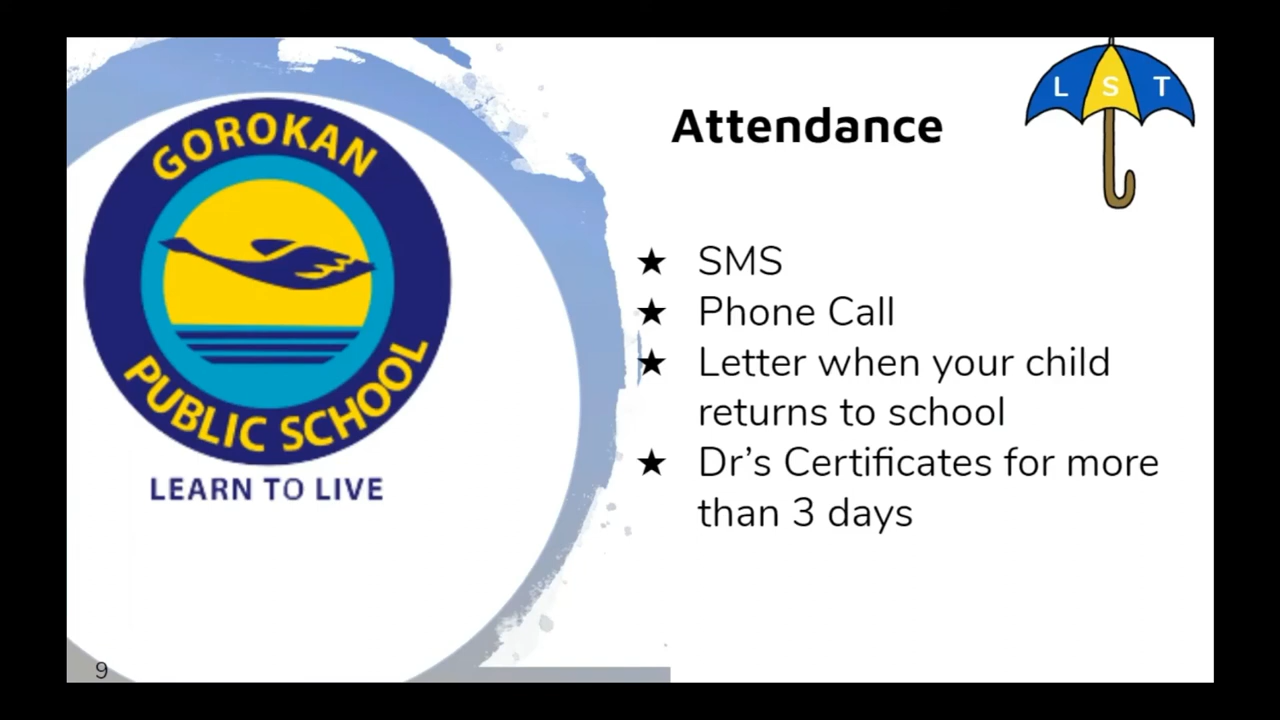 GOROKAN
PUBLIC SCHOOL
LEARN TO LIVE
Attendance
L S T
★ SMS
★ Phone Call
★ Letter when your child
returns to school
★ Dr's Certificates for more
than 3 days
9